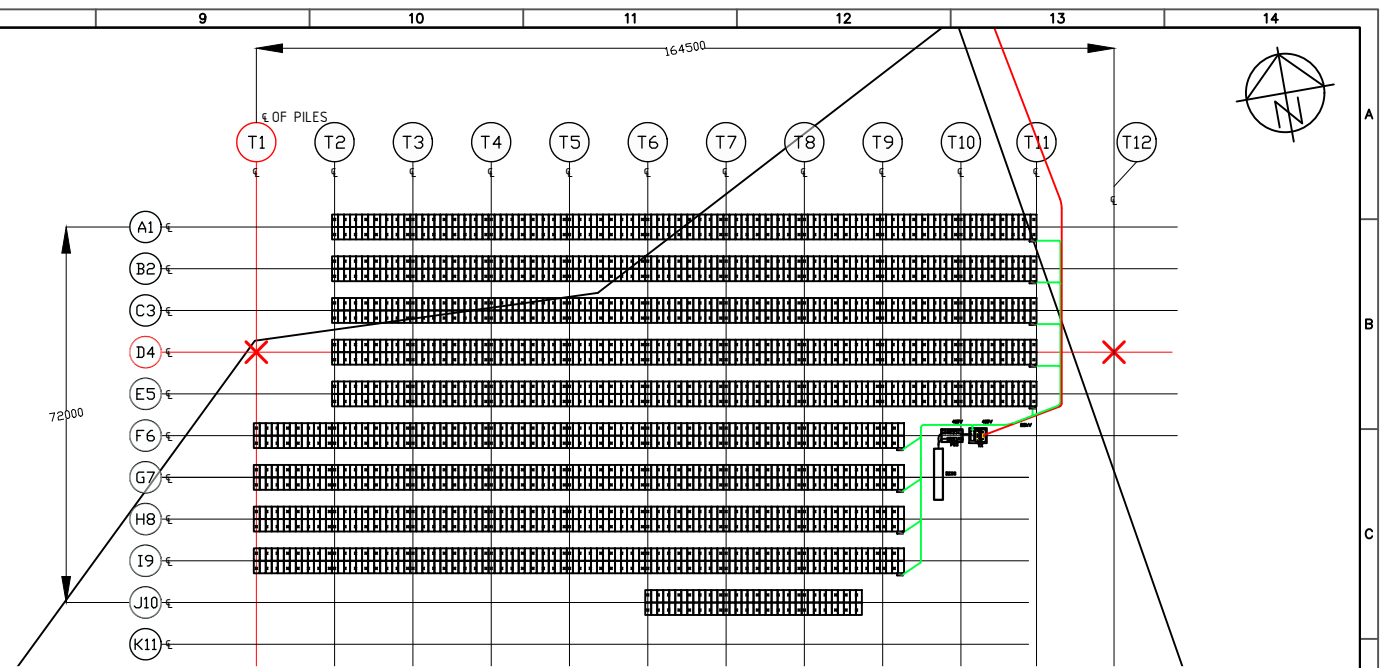 9 10 11 12 13 14
164500
A
℄ OF PILES
T1 T2 T3 T4 T5 T6 T7 T8 T9 T10 T11 T12
℄ ℄ ℄ ℄ ℄ ℄ ℄ ℄ ℄ ℄ ℄ ℄
N
A1 ℄
B2 ℄
C3 ℄
B
D4 ℄
E5 ℄
72000
F6 ℄
G7 ℄
H8 ℄
C
I9 ℄
J10 ℄
K11 ℄